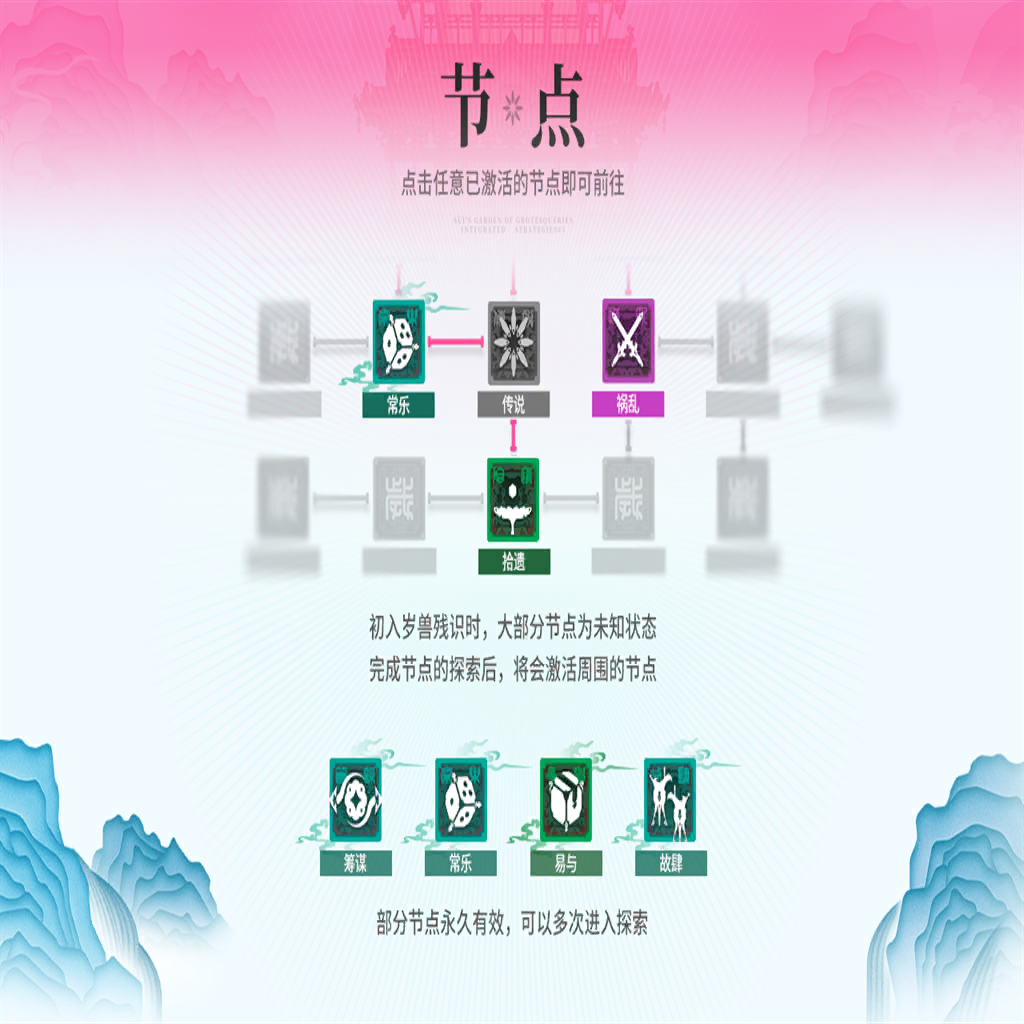 节点
点击任意已激活的节点即可前往
SUI'S GARDEN OF GROTESQUERIES
INTEGRATED STRATEGIES
常乐
传说
祸乱
拾遗
初入岁兽残识时，大部分节点为未知状态
完成节点的探索后，将会激活周围的节点
筹谋
常乐
易与
故肆
部分节点永久有效，可以多次进入探索